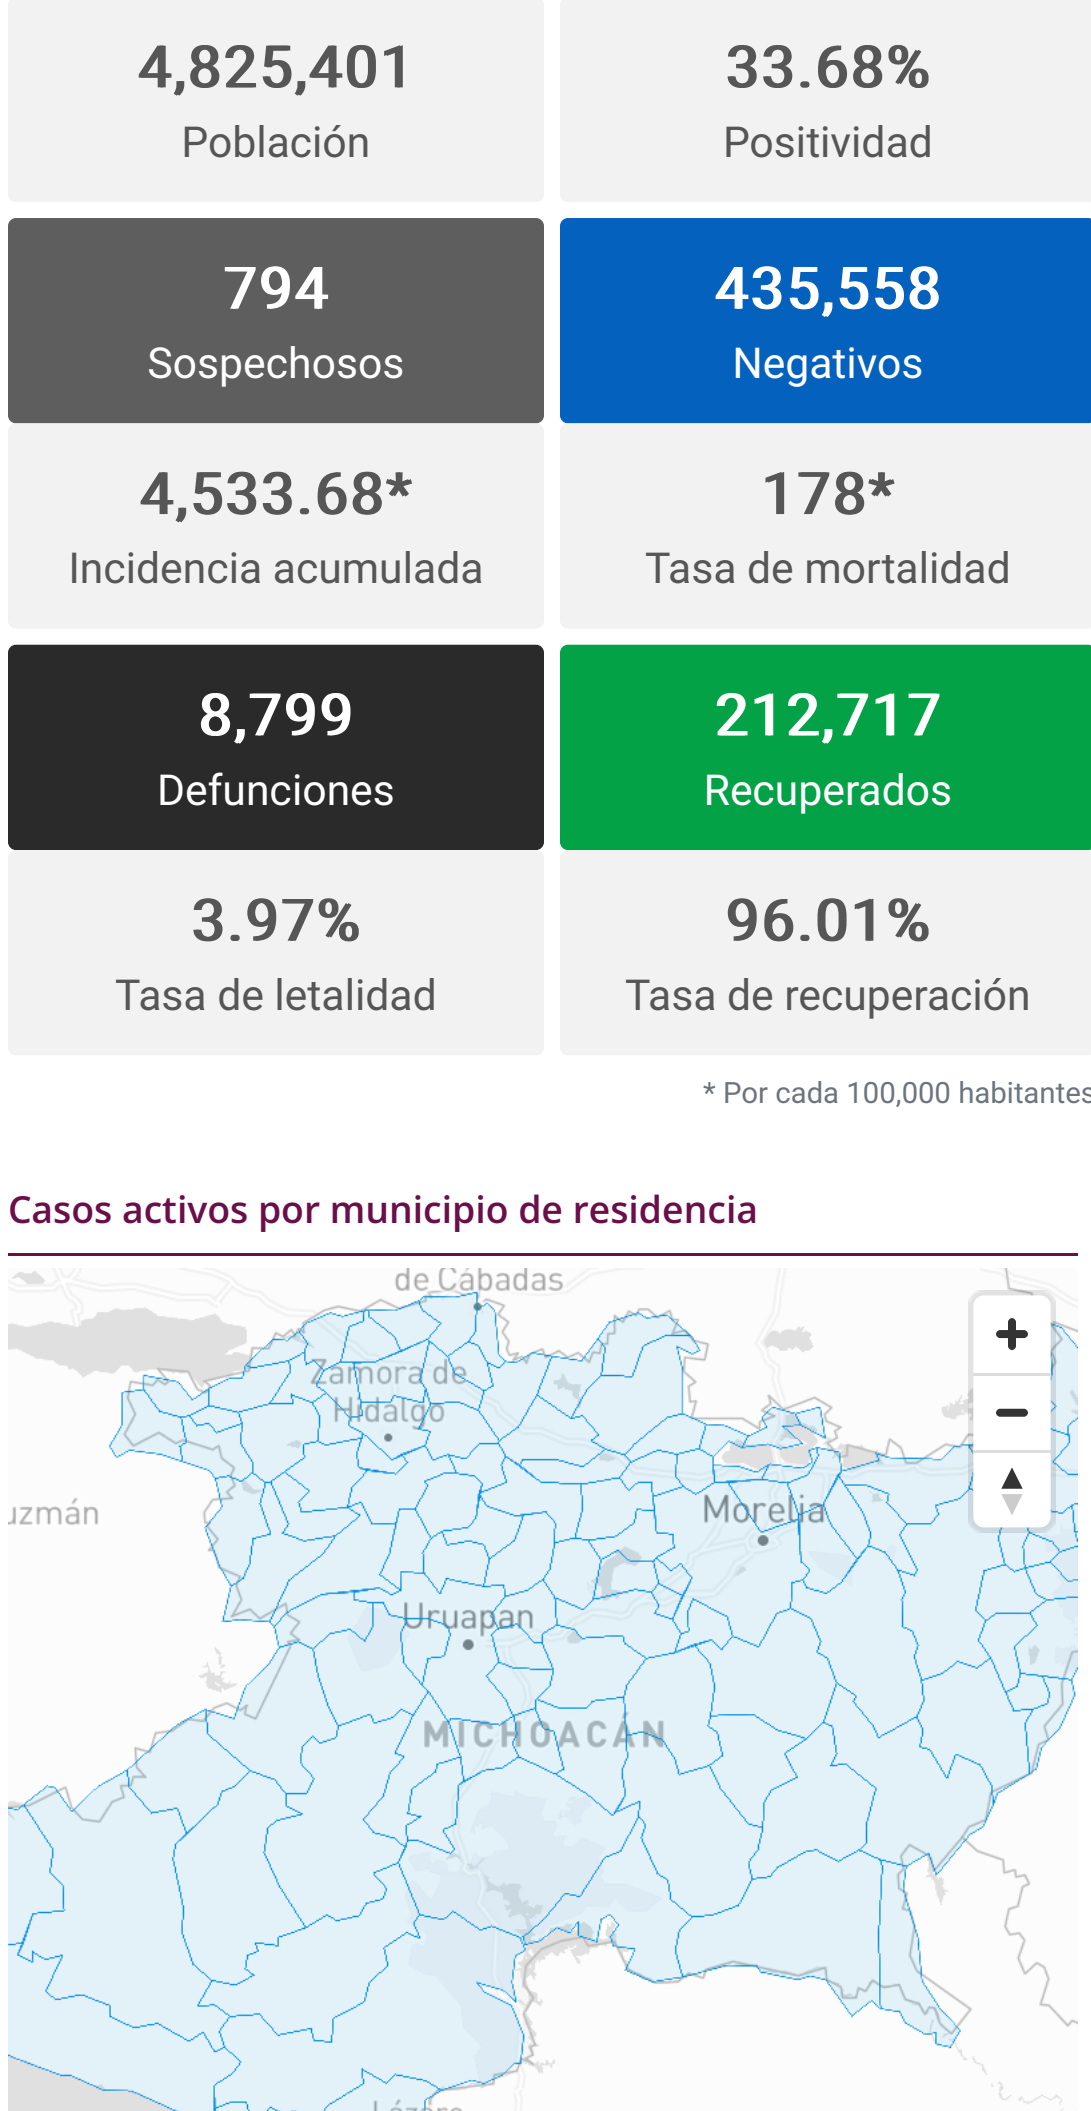 4,825,401
Población
33.68%
Positividad
794
Sospechosos
435,558
Negativos
4,533.68*
Incidencia acumulada
178*
Tasa de mortalidad
8,799
Defunciones
212,717
Recuperados
3.97%
Tasa de letalidad
96.01%
Tasa de recuperación
* Por cada 100,000 habitantes
Casos activos por municipio de residencia
de Cabadas
Zamora de
Hidalgo
uzmán
Morelia
Uruapan
MICHOACÁN
Lázaro